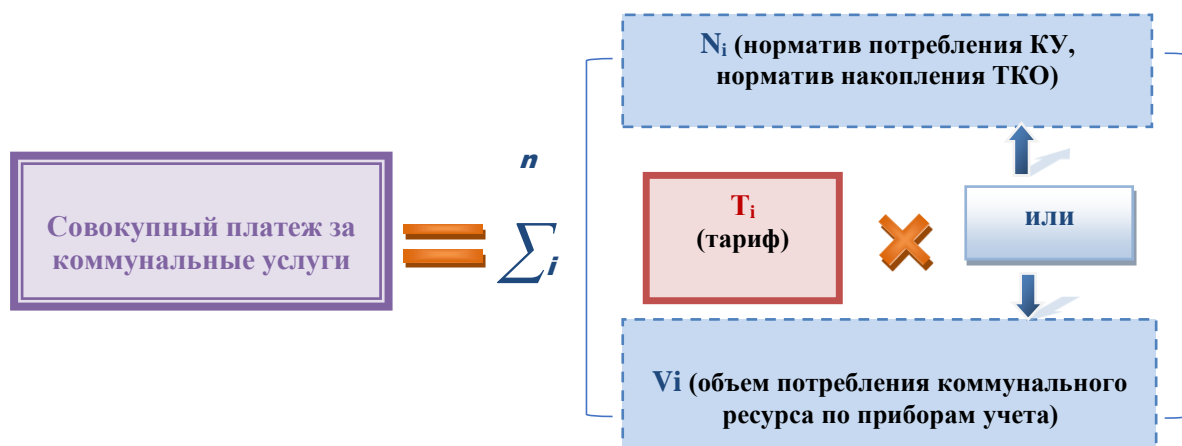 Nᵢ (норматив потребления КУ,
норматив накопления ТКО)
n
Совокупный платеж за
коммунальные услуги
=
∑i
Tᵢ
(тариф)
×
или
Vi (объем потребления коммунального
ресурса по приборам учета)